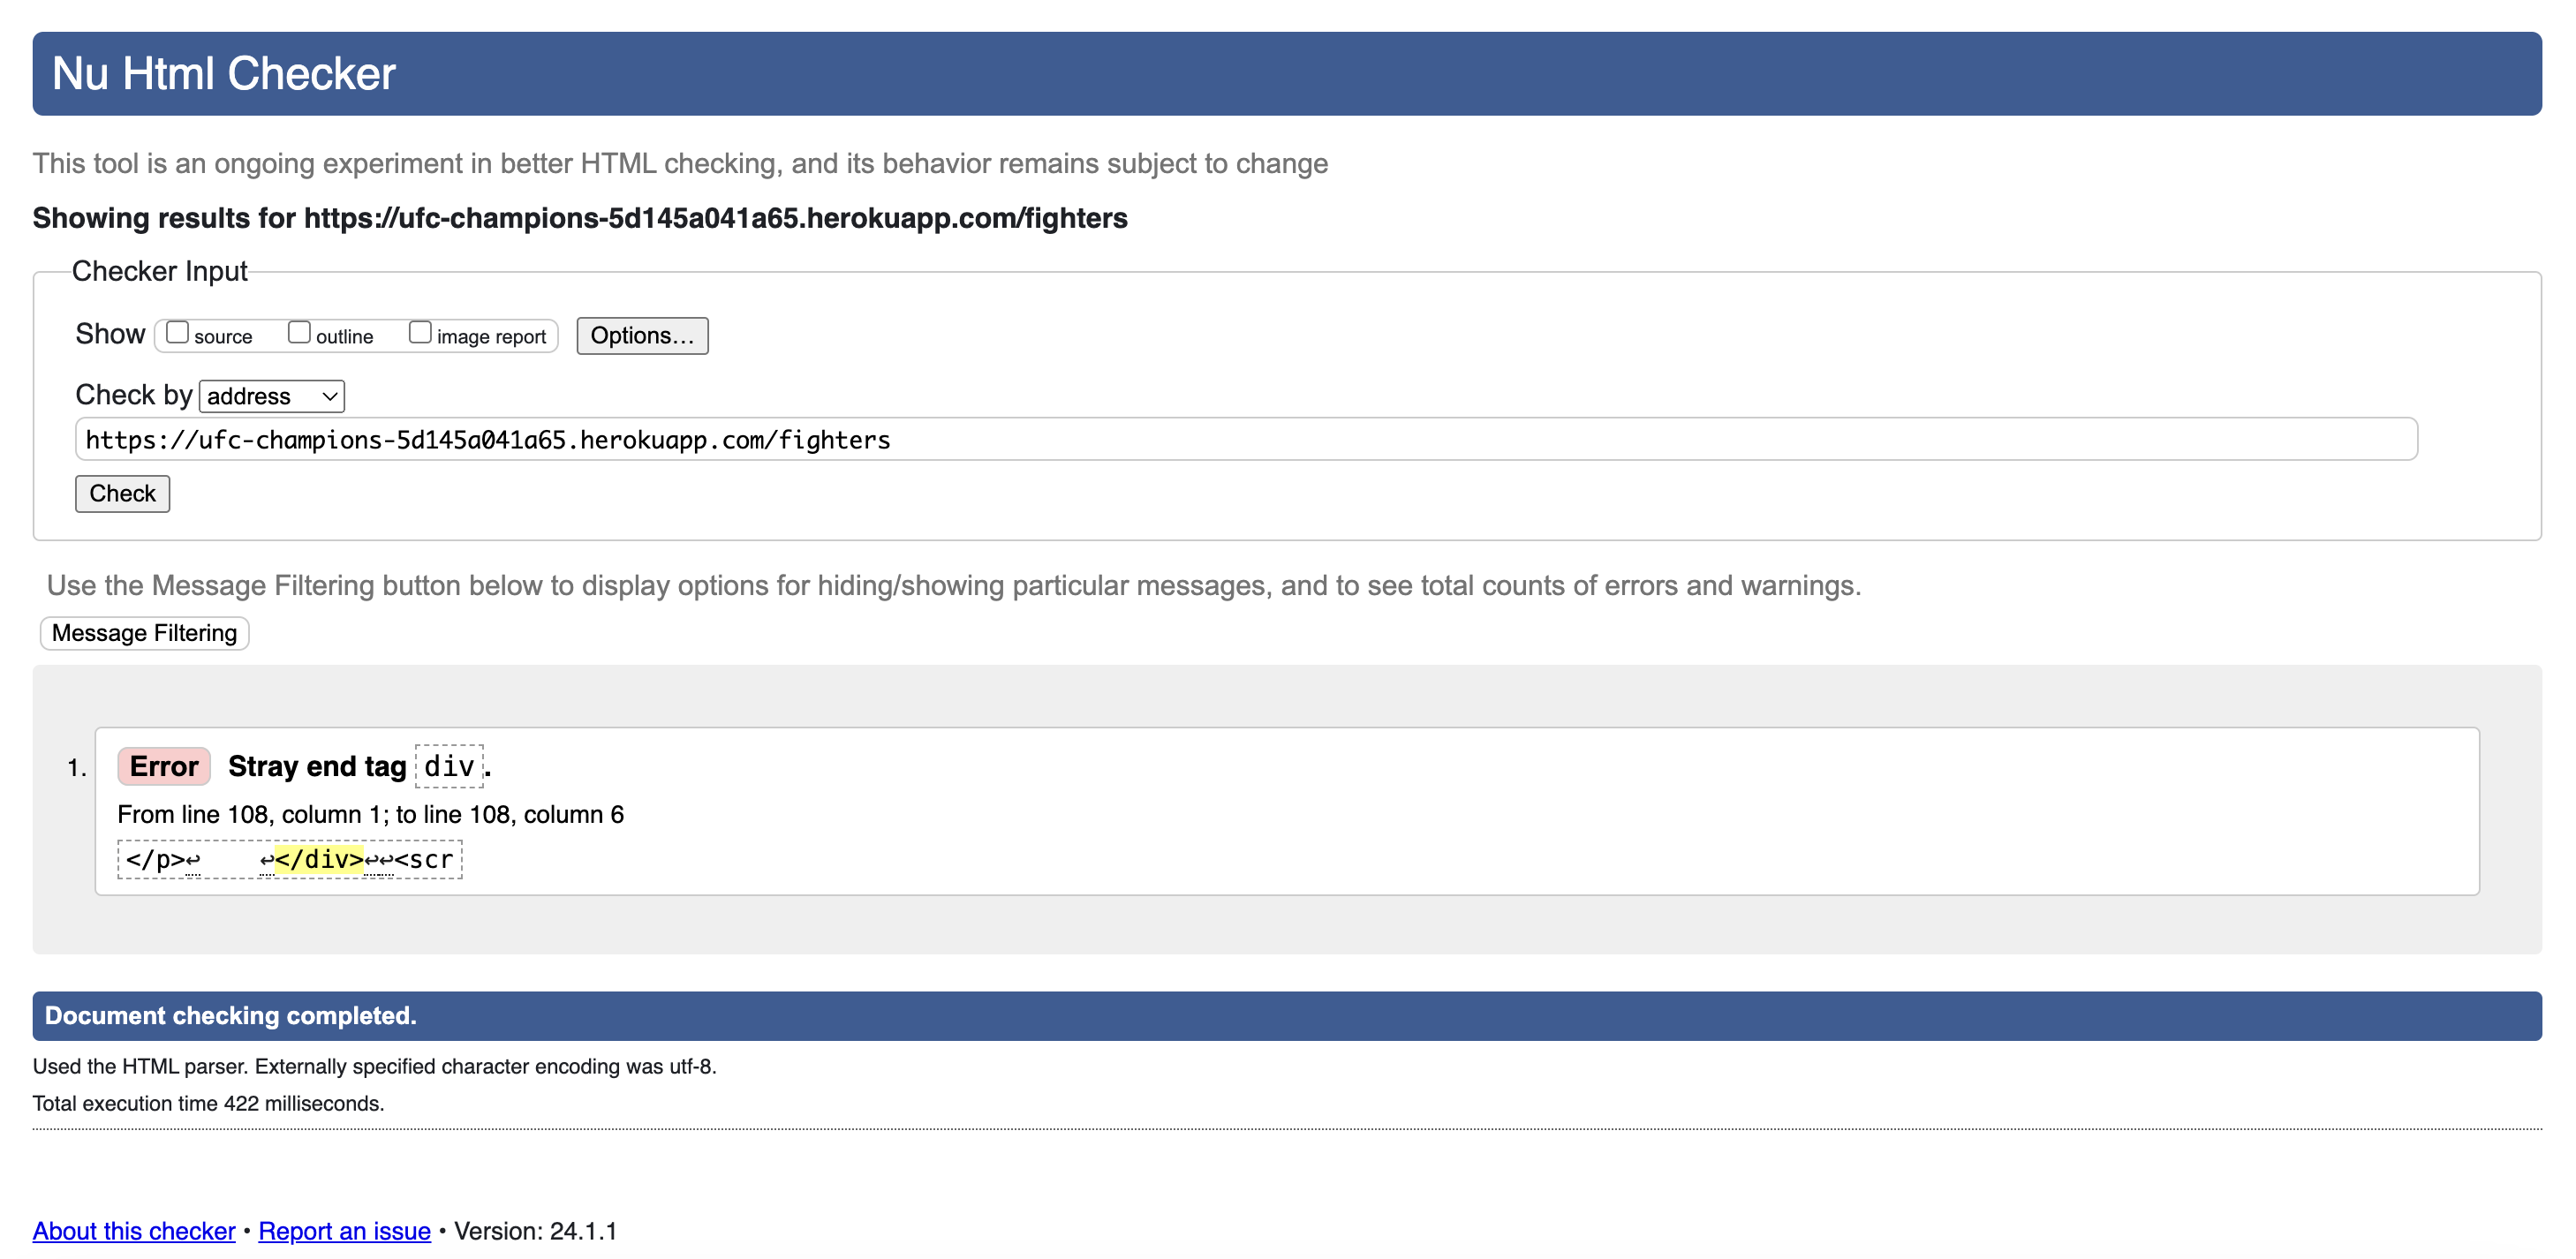 Nu Html Checker
This tool is an ongoing experiment in better HTML checking, and its behavior remains subject to change
Showing results for https://ufc-champions-5d145a041a65.herokuapp.com/fighters
Checker Input
Show source outline image report Options...
Check by address
https://ufc-champions-5d145a041a65.herokuapp.com/fighters
Check
Use the Message Filtering button below to display options for hiding/showing particular messages, and to see total counts of errors and warnings.
Message Filtering
1. Error Stray end tag div.
From line 108, column 1; to line 108, column 6
</p>↩    ↩</div>↩↩<scr
Document checking completed.
Used the HTML parser. Externally specified character encoding was utf-8.
Total execution time 422 milliseconds.
About this checker • Report an issue • Version: 24.1.1